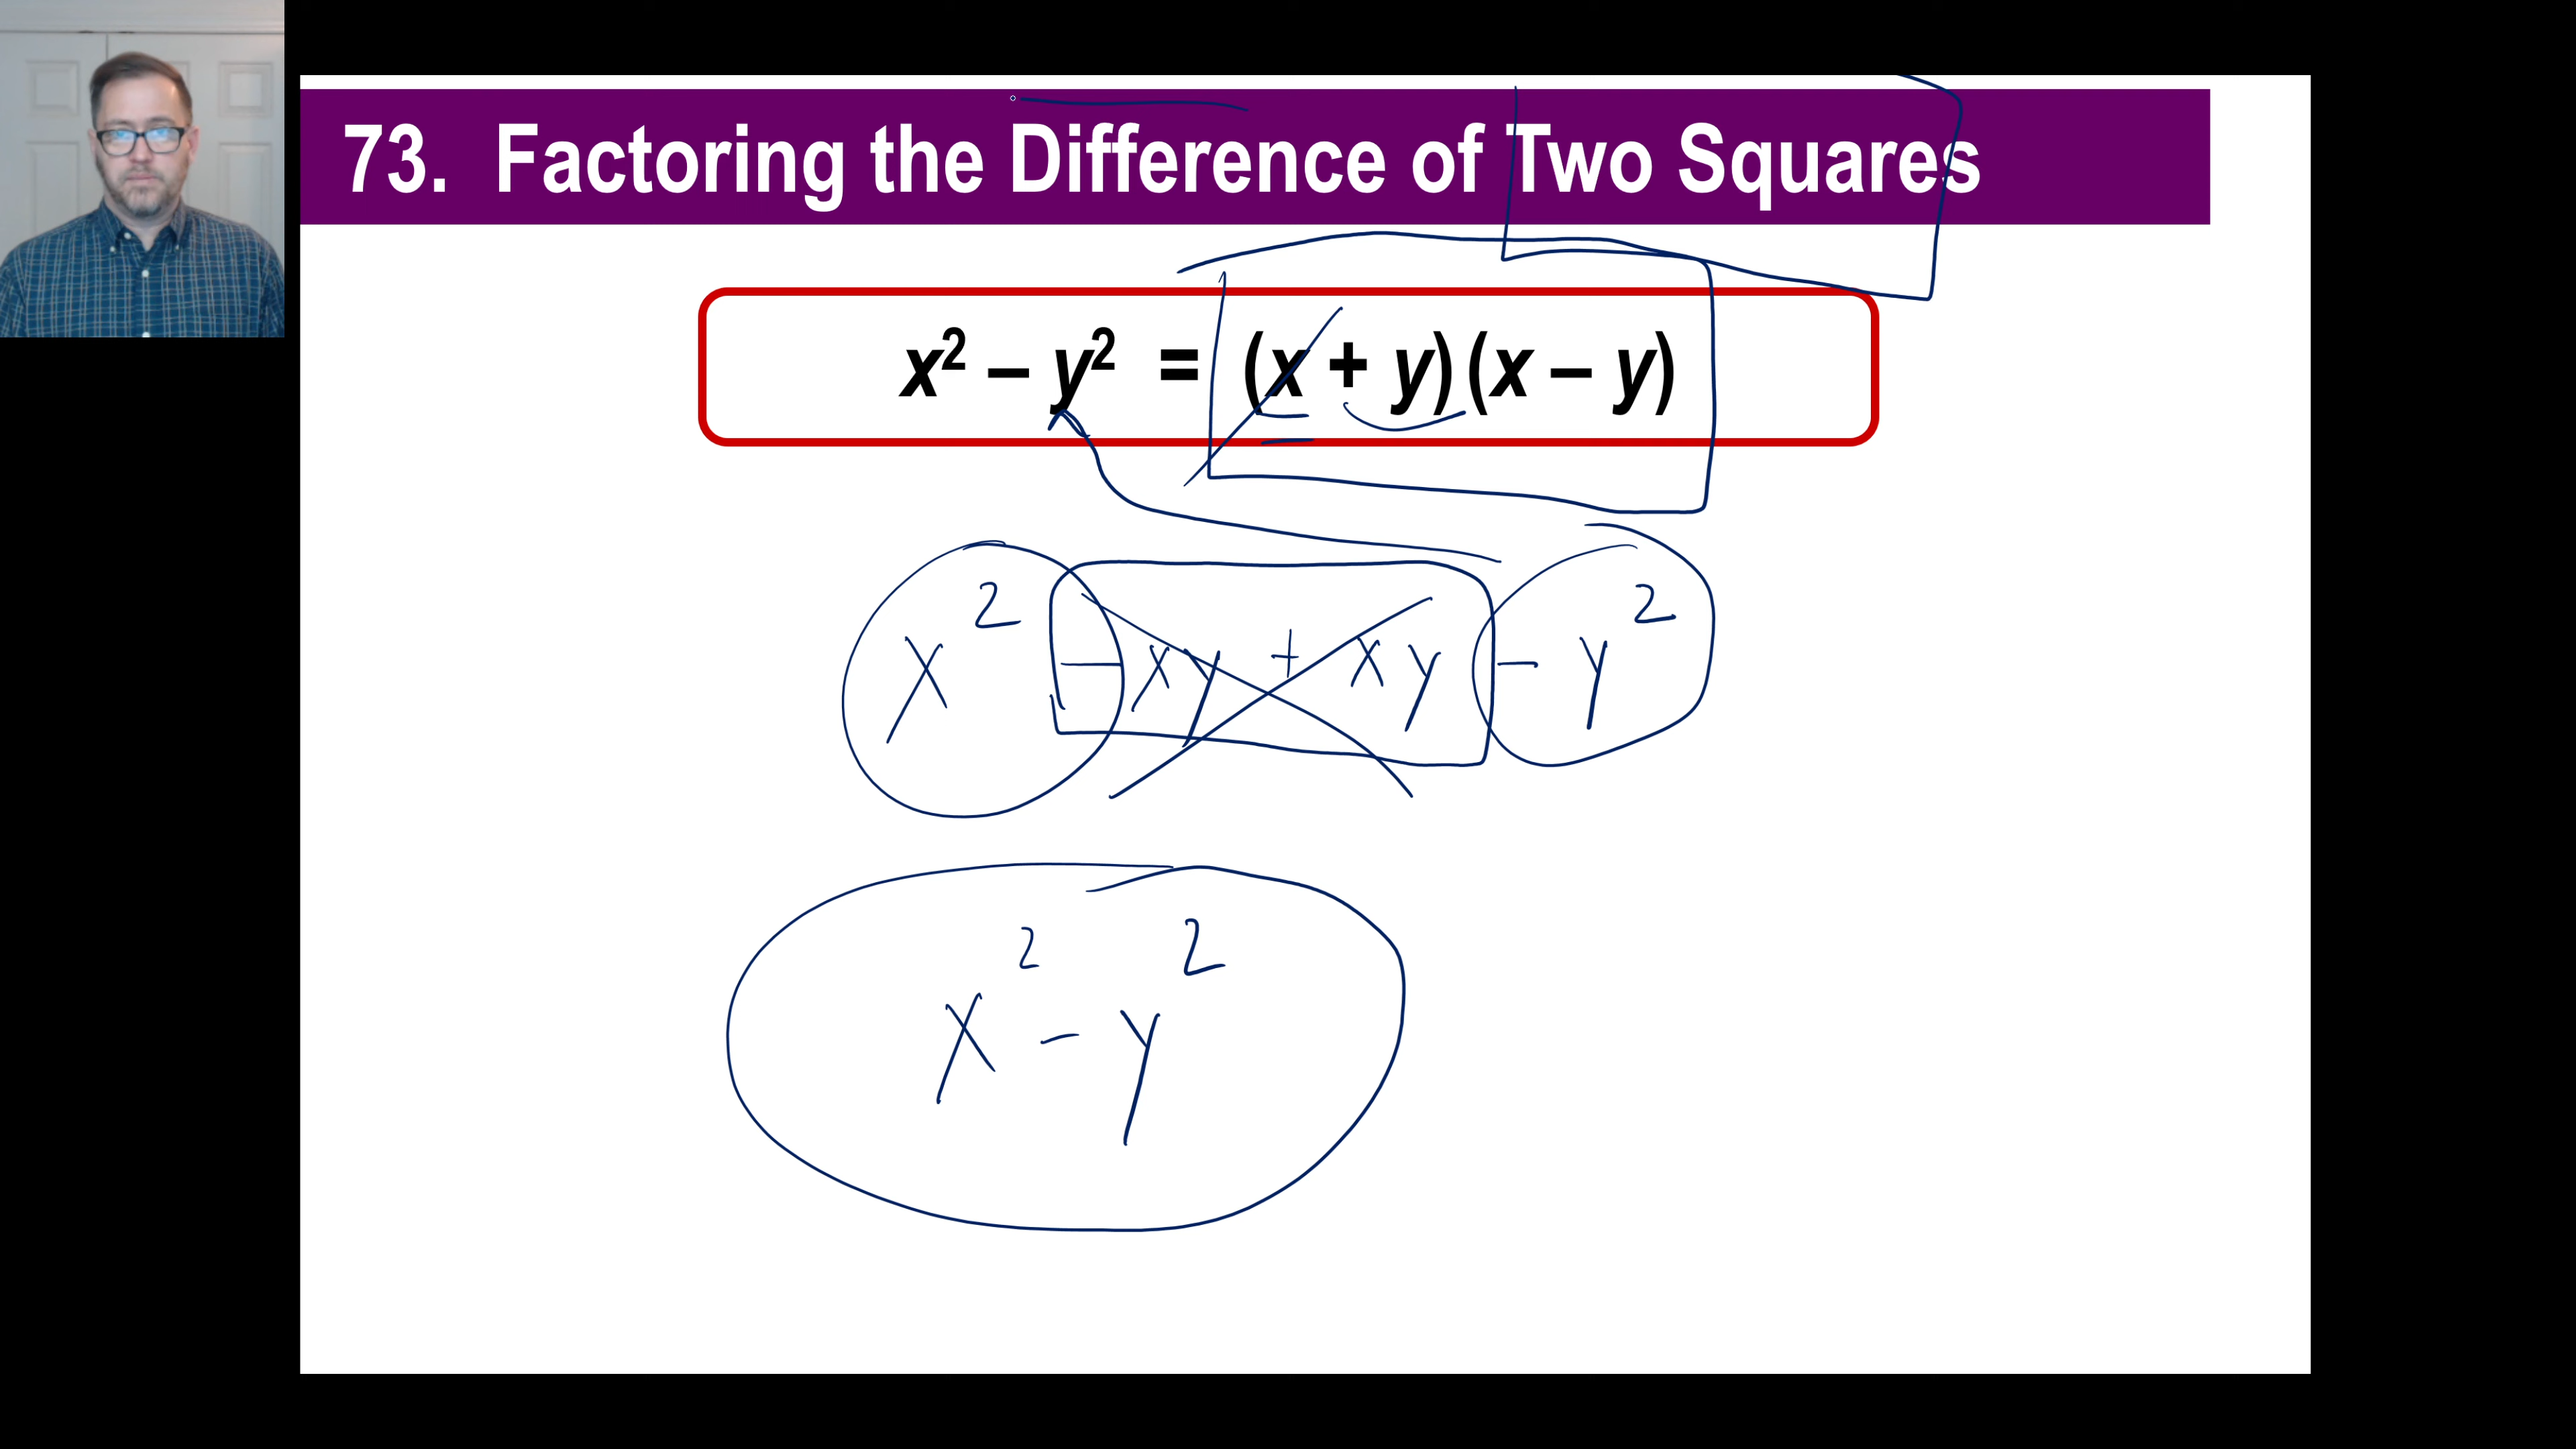 73. Factoring the Difference of Two Squares
x² – y² = (x + y)(x – y)
x² - xy + xy - y²
x² - y²